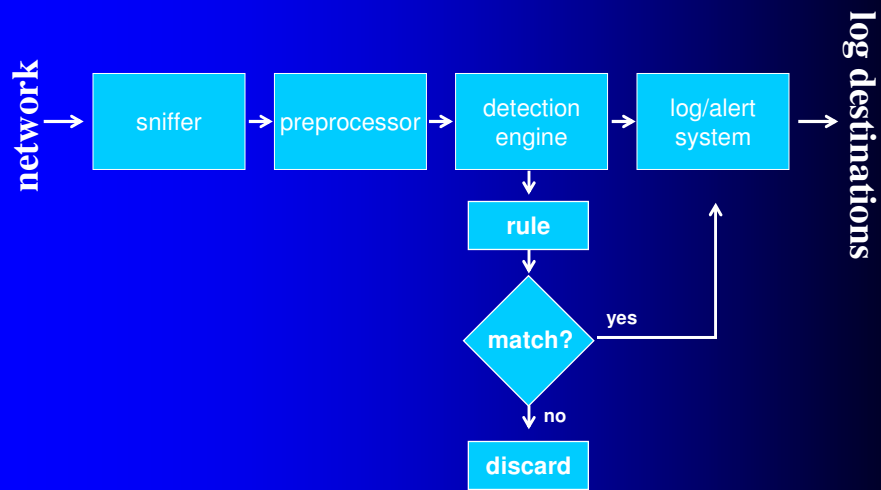 network
sniffer
preprocessor
detection
engine
log/alert
system
log destinations
rule
match?
yes
no
discard